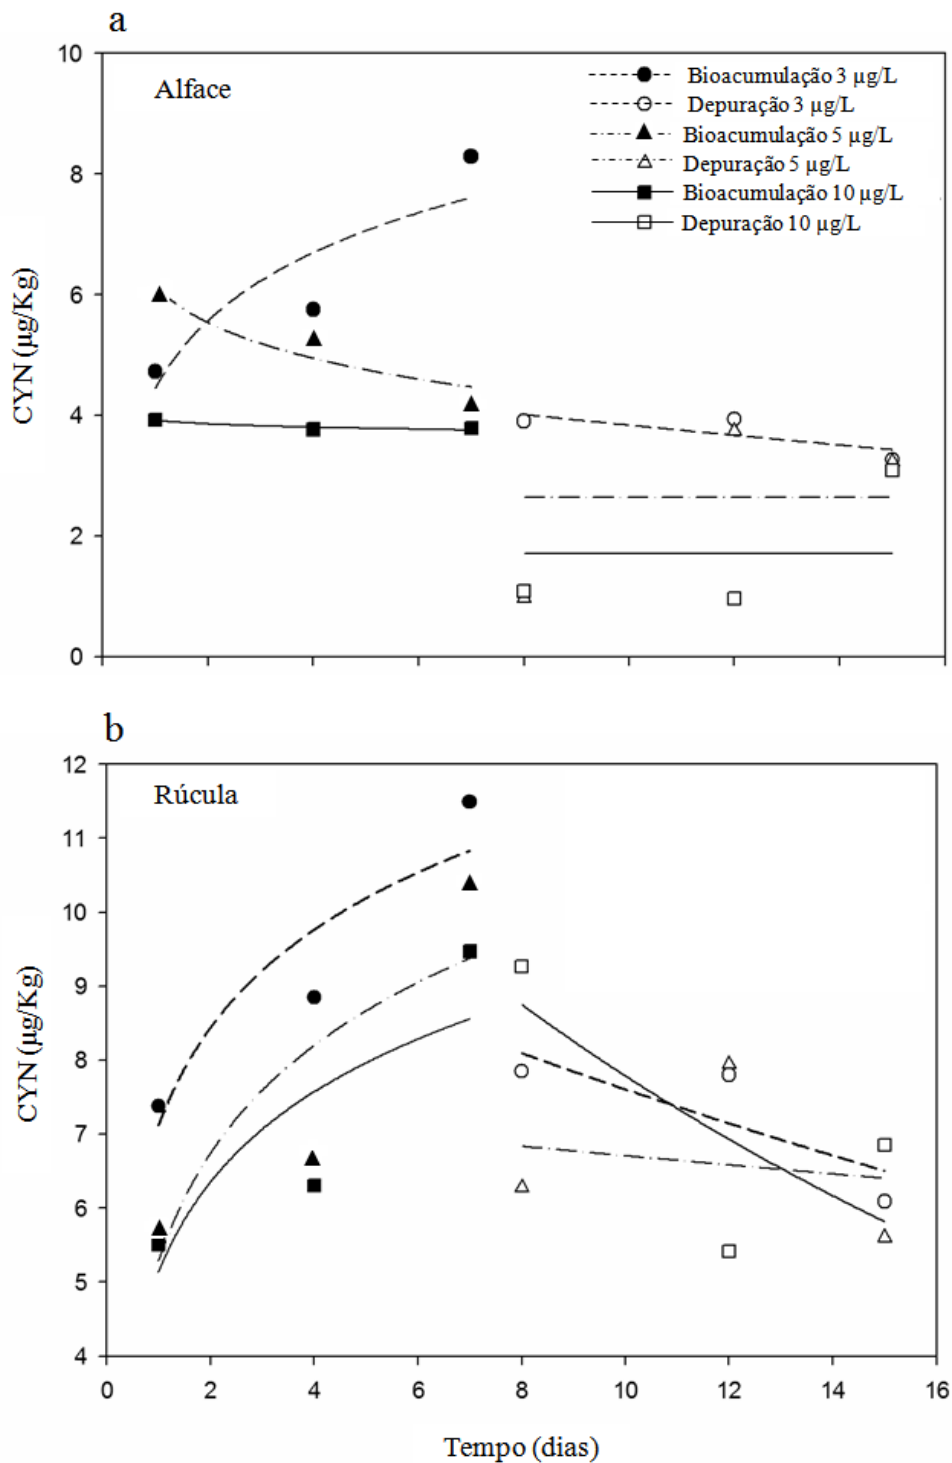 a
10
8
6
4
2
0
CYN (µg/Kg)
Alface
Bioacumulação 3 µg/L
Depuração 3 µg/L
Bioacumulação 5 µg/L
Depuração 5 µg/L
Bioacumulação 10 µg/L
Depuração 10 µg/L
b
12
11
10
9
8
7
6
5
4
CYN (µg/Kg)
Rúcula
0 2 4 6 8 10 12 14 16
Tempo (dias)